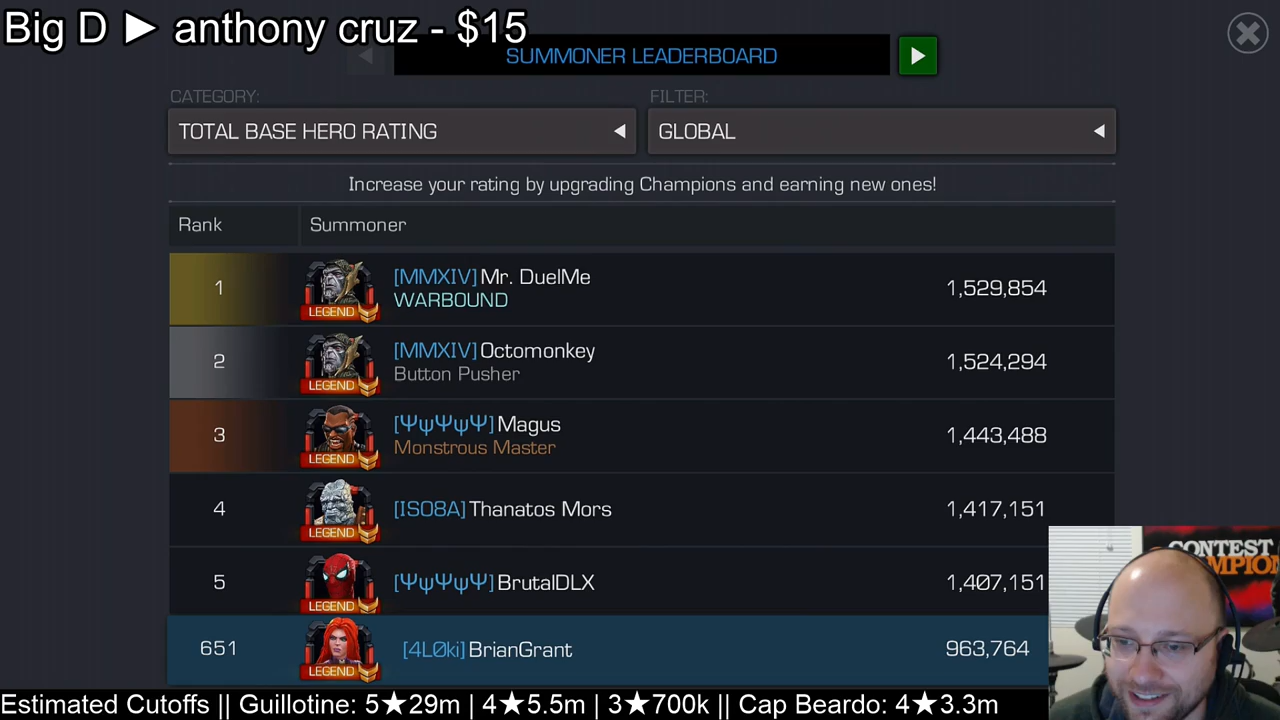 Big D ► anthony cruz - $15
SUMMONER LEADERBOARD
CATEGORY:
FILTER:
TOTAL BASE HERO RATING
GLOBAL
Increase your rating by upgrading Champions and earning new ones!
Rank Summoner
1 LEGEND [MMXIV] Mr. DuelMe 1,529,854
WARBOUND
2 LEGEND [MMXIV] Octomonkey 1,524,294
Button Pusher
3 LEGEND [ΨψΨψΨ] Magus 1,443,488
Monstrous Master
4 LEGEND [ISO8A] Thanatos Mors 1,417,151
5 LEGEND [ΨψΨψΨ] BrutalDLX 1,407,151
651 LEGEND [4LØki] BrianGrant 963,764
CONTEST
CHAMPION
Estimated Cutoffs || Guillotine: 5★29m | 4★5.5m | 3★700k || Cap Beardo: 4★3.3m